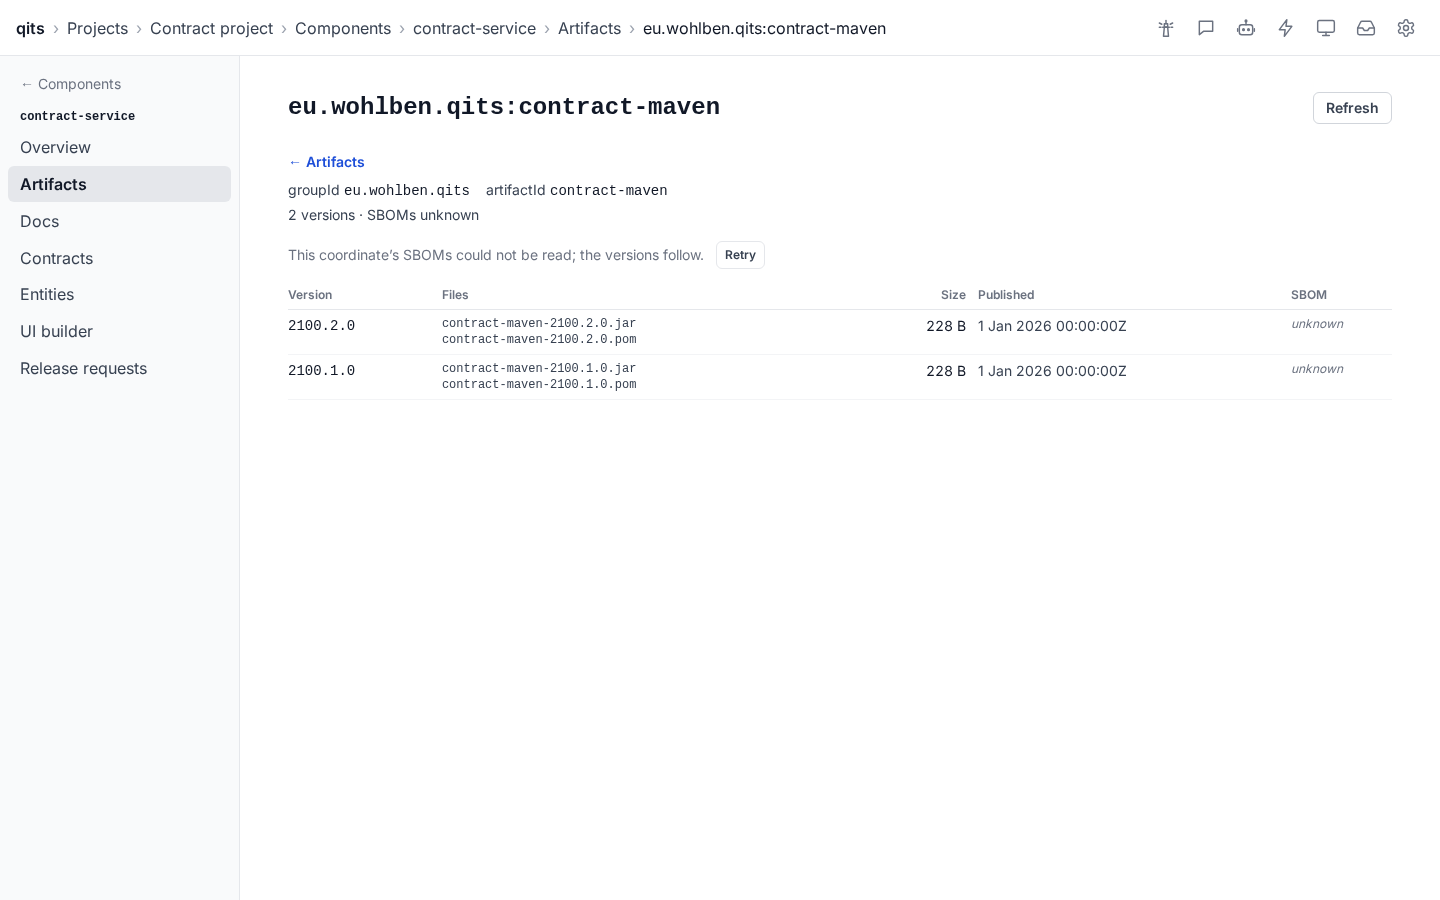 qits › Projects › Contract project › Components › contract-service › Artifacts › eu.wohlben.qits:contract-maven
← Components
contract-service
Overview
Artifacts
Docs
Contracts
Entities
UI builder
Release requests
eu.wohlben.qits:contract-maven
Refresh
← Artifacts
groupId eu.wohlben.qits artifactId contract-maven
2 versions · SBOMs unknown
This coordinate’s SBOMs could not be read; the versions follow. Retry
Version Files Size Published SBOM
2100.2.0 contract-maven-2100.2.0.jar 228 B 1 Jan 2026 00:00:00Z unknown
contract-maven-2100.2.0.pom
2100.1.0 contract-maven-2100.1.0.jar 228 B 1 Jan 2026 00:00:00Z unknown
contract-maven-2100.1.0.pom